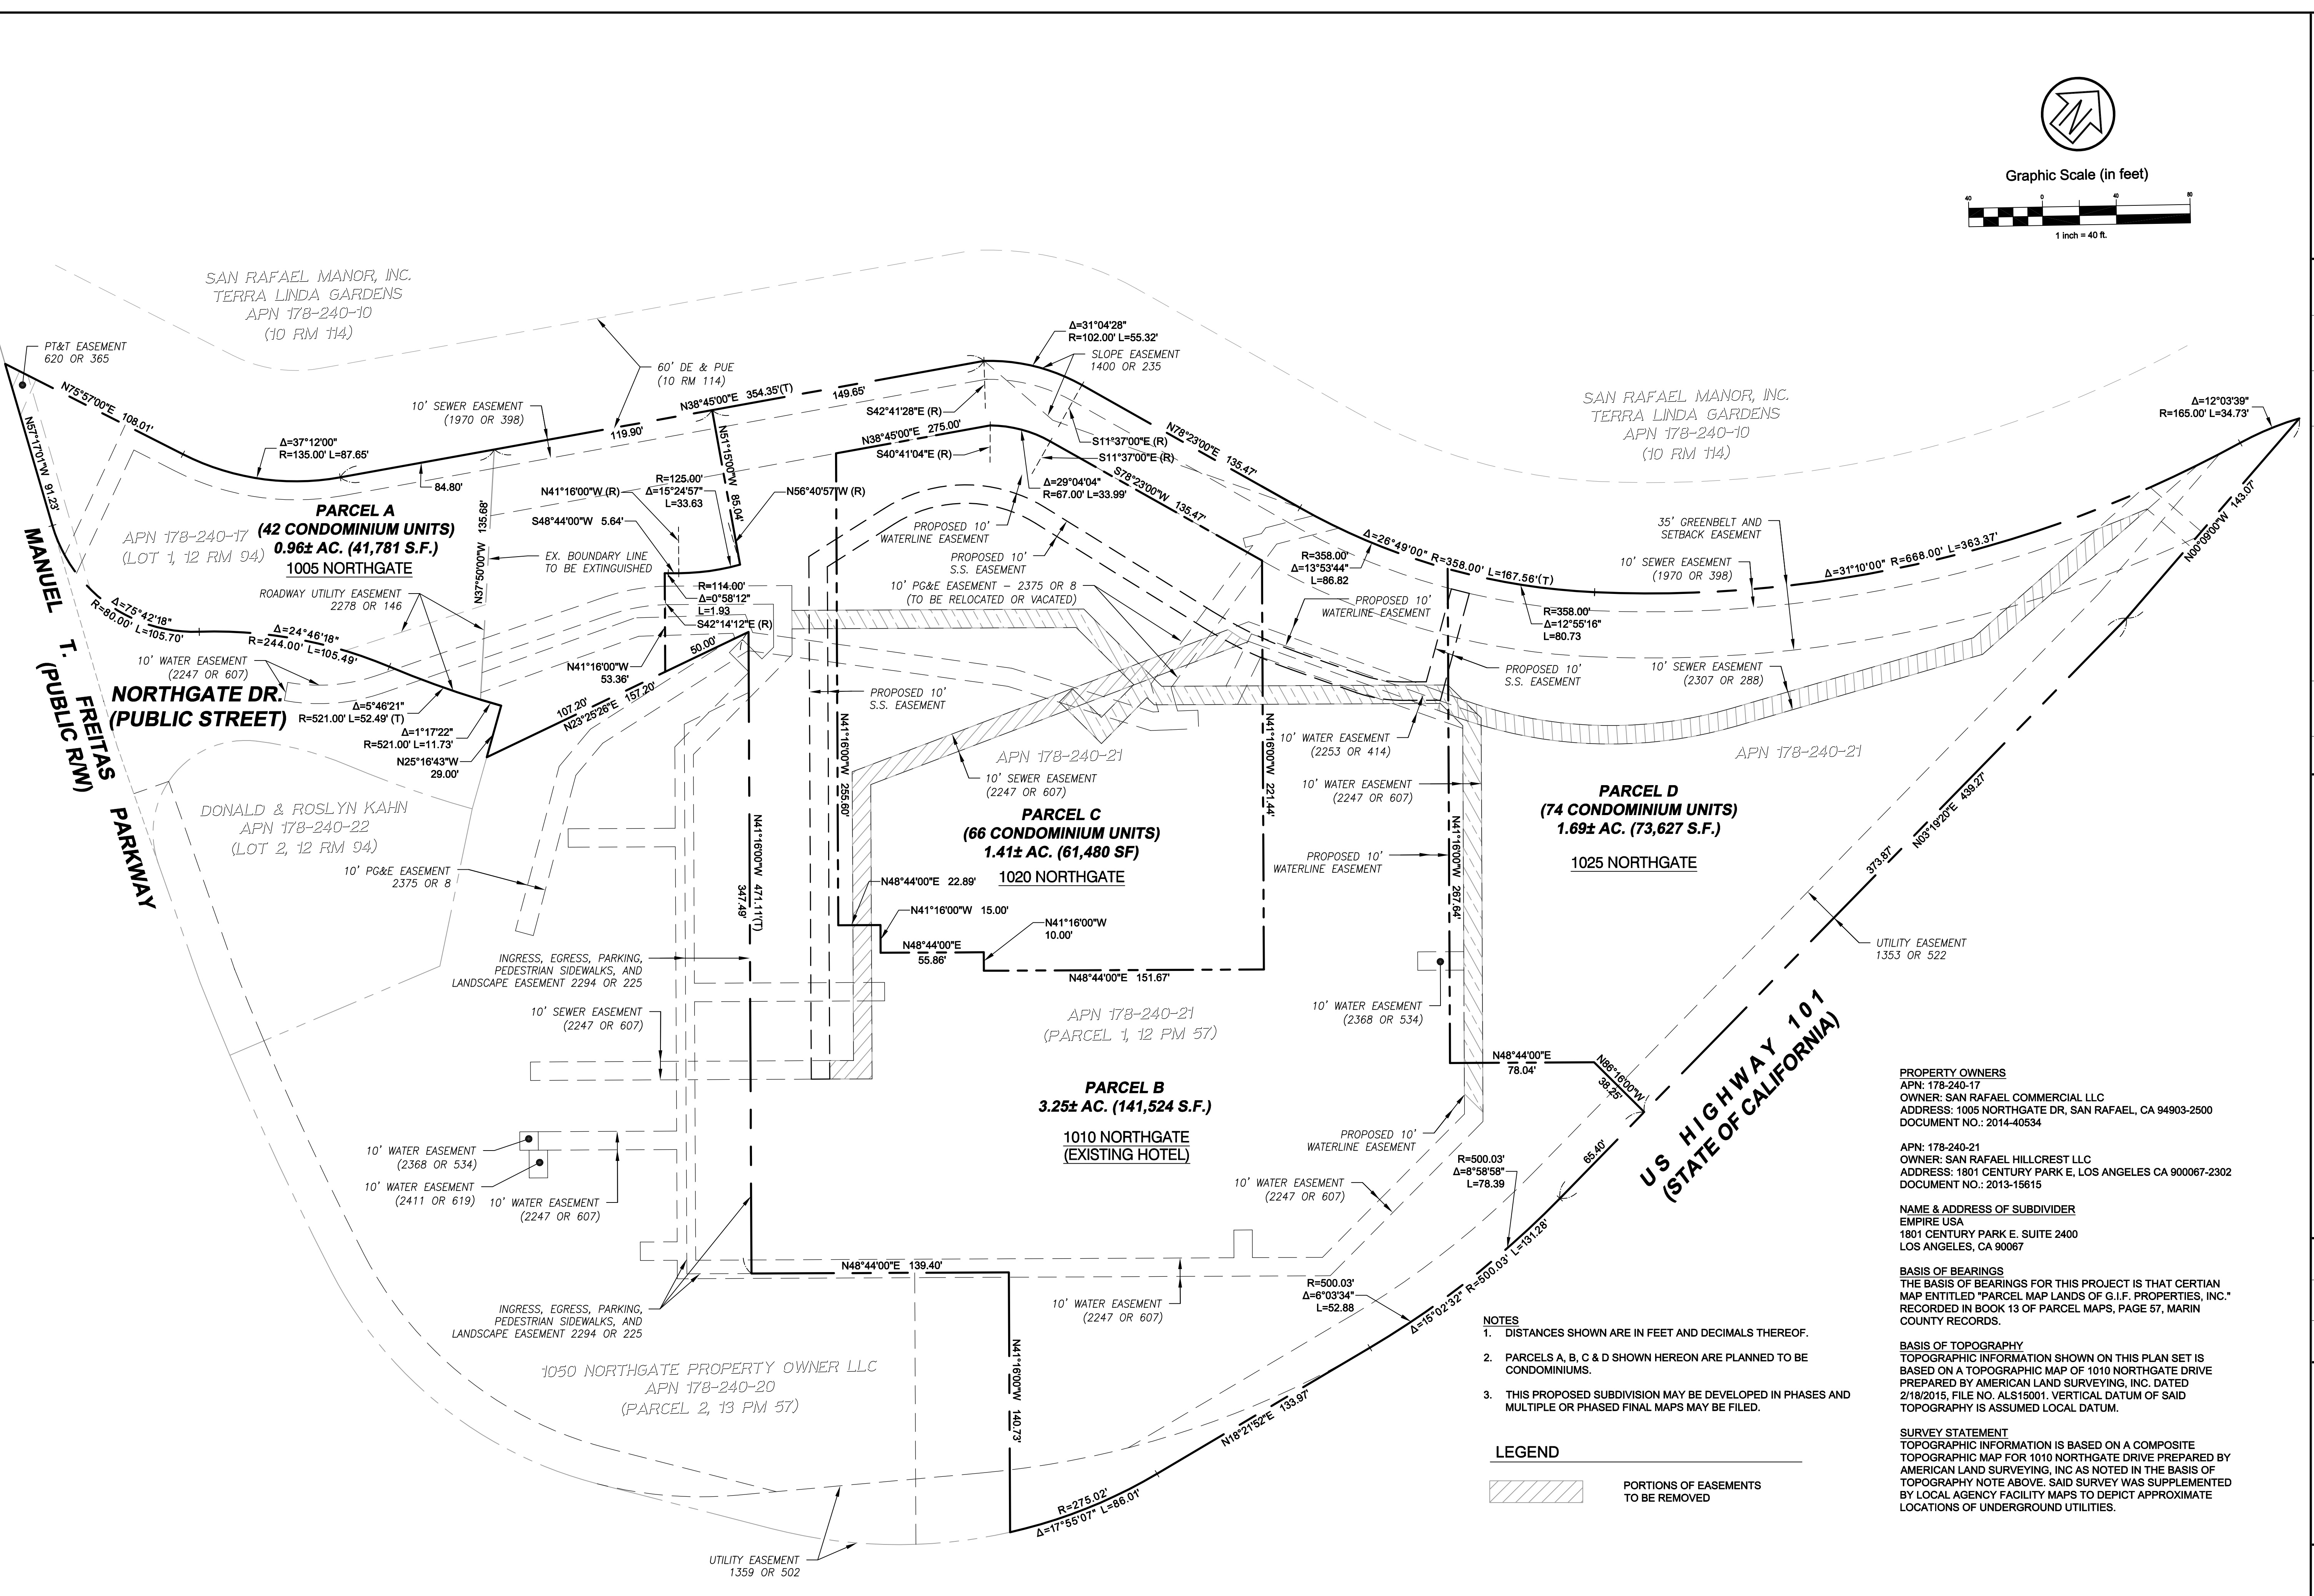 Graphic Scale (in feet)
40
0
40
80
1 inch = 40 ft.
SAN RAFAEL MANOR, INC.
TERRA LINDA GARDENS
APN 178-240-10
(10 RM 114)
PT&T EASEMENT
620 OR 365
N75°57'00"E 108.01'
N57°17'01"W 91.23'
Δ=37°12'00"
R=135.00' L=87.65'
10' SEWER EASEMENT
(1970 OR 398)
60' DE & PUE
(10 RM 114)
N38°45'00"E 354.35'(T)
149.65'
119.90'
84.80'
Δ=31°04'28"
R=102.00' L=55.32'
SLOPE EASEMENT
1400 OR 235
S42°41'28"E (R)
N38°45'00"E 275.00'
S40°41'04"E (R)
S11°37'00"E (R)
S11°37'00"E (R)
N78°23'00"E 135.47'
S78°23'00"W 135.47'
Δ=29°04'04"
R=67.00' L=33.99'
SAN RAFAEL MANOR, INC.
TERRA LINDA GARDENS
APN 178-240-10
(10 RM 114)
Δ=12°03'39"
R=165.00' L=34.73'
N00°09'00"W 143.07'
PARCEL A
(42 CONDOMINIUM UNITS)
0.96± AC. (41,781 S.F.)
1005 NORTHGATE
APN 178-240-17
(LOT 1, 12 RM 94)
N37°50'00"W 135.68'
N41°16'00"W (R)
R=125.00'
Δ=15°24'57"
L=33.63
N51°15'00"W 85.04'
N56°40'57"W (R)
S48°44'00"W 5.64'
EX. BOUNDARY LINE
TO BE EXTINGUISHED
R=114.00'
Δ=0°58'12"
L=1.93
S42°14'12"E (R)
50.00'
N41°16'00"W
53.36'
107.20'
N23°25'26"E 157.20'
ROADWAY UTILITY EASEMENT
2278 OR 146
Δ=75°42'18"
R=80.00' L=105.70'
Δ=24°46'18"
R=244.00' L=105.49'
10' WATER EASEMENT
(2247 OR 607)
NORTHGATE DR.
(PUBLIC STREET)
Δ=5°46'21"
R=521.00' L=52.49' (T)
Δ=1°17'22"
R=521.00' L=11.73'
N25°16'43"W
29.00'
MANUEL T. FREITAS PARKWAY
(PUBLIC R/W)
PROPOSED 10'
WATERLINE EASEMENT
PROPOSED 10'
S.S. EASEMENT
10' PG&E EASEMENT - 2375 OR 8
(TO BE RELOCATED OR VACATED)
R=358.00'
Δ=13°53'44"
L=86.82
Δ=26°49'00" R=358.00' L=167.56'(T)
PROPOSED 10'
WATERLINE EASEMENT
R=358.00'
Δ=12°55'16"
L=80.73
35' GREENBELT AND
SETBACK EASEMENT
10' SEWER EASEMENT
(1970 OR 398)
Δ=31°10'00" R=668.00' L=363.37'
PROPOSED 10'
S.S. EASEMENT
10' SEWER EASEMENT
(2307 OR 288)
DONALD & ROSLYN KAHN
APN 178-240-22
(LOT 2, 12 RM 94)
10' PG&E EASEMENT
2375 OR 8
PROPOSED 10'
S.S. EASEMENT
N41°16'00"W 255.60'
N41°16'00"W 471.11'(T)
347.49'
APN 178-240-21
10' SEWER EASEMENT
(2247 OR 607)
PARCEL C
(66 CONDOMINIUM UNITS)
1.41± AC. (61,480 SF)
1020 NORTHGATE
N41°16'00"W 221.44'
10' WATER EASEMENT
(2253 OR 414)
10' WATER EASEMENT
(2247 OR 607)
PROPOSED 10'
WATERLINE EASEMENT
N41°16'00"W 267.64'
APN 178-240-21
PARCEL D
(74 CONDOMINIUM UNITS)
1.69± AC. (73,627 S.F.)
1025 NORTHGATE
373.87'
N03°19'20"E 439.27'
UTILITY EASEMENT
1353 OR 522
N48°44'00"E 22.89'
N41°16'00"W 15.00'
N41°16'00"W
10.00'
N48°44'00"E
55.86'
N48°44'00"E 151.67'
INGRESS, EGRESS, PARKING,
PEDESTRIAN SIDEWALKS, AND
LANDSCAPE EASEMENT 2294 OR 225
10' SEWER EASEMENT
(2247 OR 607)
APN 178-240-21
(PARCEL 1, 12 PM 57)
10' WATER EASEMENT
(2368 OR 534)
N48°44'00"E
78.04'
N86°16'00"W
38.25'
65.40'
US HIGHWAY 101
(STATE OF CALIFORNIA)
PARCEL B
3.25± AC. (141,524 S.F.)
1010 NORTHGATE
(EXISTING HOTEL)
PROPOSED 10'
WATERLINE EASEMENT
R=500.03'
Δ=8°58'58"
L=78.39
10' WATER EASEMENT
(2368 OR 534)
10' WATER EASEMENT
(2411 OR 619)
10' WATER EASEMENT
(2247 OR 607)
10' WATER EASEMENT
(2247 OR 607)
N48°44'00"E 139.40'
10' WATER EASEMENT
(2247 OR 607)
R=500.03'
Δ=6°03'34"
L=52.88
Δ=15°02'32" R=500.03' L=131.28'
INGRESS, EGRESS, PARKING,
PEDESTRIAN SIDEWALKS, AND
LANDSCAPE EASEMENT 2294 OR 225
1050 NORTHGATE PROPERTY OWNER LLC
APN 178-240-20
(PARCEL 2, 13 PM 57)
N41°16'00"W 140.73'
N18°21'52"E 133.97'
R=275.02'
Δ=17°55'07" L=86.01'
UTILITY EASEMENT
1359 OR 502
NOTES
1. DISTANCES SHOWN ARE IN FEET AND DECIMALS THEREOF.
2. PARCELS A, B, C & D SHOWN HEREON ARE PLANNED TO BE
CONDOMINIUMS.
3. THIS PROPOSED SUBDIVISION MAY BE DEVELOPED IN PHASES AND
MULTIPLE OR PHASED FINAL MAPS MAY BE FILED.
LEGEND
PORTIONS OF EASEMENTS
TO BE REMOVED
PROPERTY OWNERS
APN: 178-240-17
OWNER: SAN RAFAEL COMMERCIAL LLC
ADDRESS: 1005 NORTHGATE DR, SAN RAFAEL, CA 94903-2500
DOCUMENT NO.: 2014-40534
APN: 178-240-21
OWNER: SAN RAFAEL HILLCREST LLC
ADDRESS: 1801 CENTURY PARK E, LOS ANGELES CA 900067-2302
DOCUMENT NO.: 2013-15615
NAME & ADDRESS OF SUBDIVIDER
EMPIRE USA
1801 CENTURY PARK E. SUITE 2400
LOS ANGELES, CA 90067
BASIS OF BEARINGS
THE BASIS OF BEARINGS FOR THIS PROJECT IS THAT CERTIAN
MAP ENTITLED "PARCEL MAP LANDS OF G.I.F. PROPERTIES, INC."
RECORDED IN BOOK 13 OF PARCEL MAPS, PAGE 57, MARIN
COUNTY RECORDS.
BASIS OF TOPOGRAPHY
TOPOGRAPHIC INFORMATION SHOWN ON THIS PLAN SET IS
BASED ON A TOPOGRAPHIC MAP OF 1010 NORTHGATE DRIVE
PREPARED BY AMERICAN LAND SURVEYING, INC. DATED
2/18/2015, FILE NO. ALS15001. VERTICAL DATUM OF SAID
TOPOGRAPHY IS ASSUMED LOCAL DATUM.
SURVEY STATEMENT
TOPOGRAPHIC INFORMATION IS BASED ON A COMPOSITE
TOPOGRAPHIC MAP FOR 1010 NORTHGATE DRIVE PREPARED BY
AMERICAN LAND SURVEYING, INC AS NOTED IN THE BASIS OF
TOPOGRAPHY NOTE ABOVE. SAID SURVEY WAS SUPPLEMENTED
BY LOCAL AGENCY FACILITY MAPS TO DEPICT APPROXIMATE
LOCATIONS OF UNDERGROUND UTILITIES.